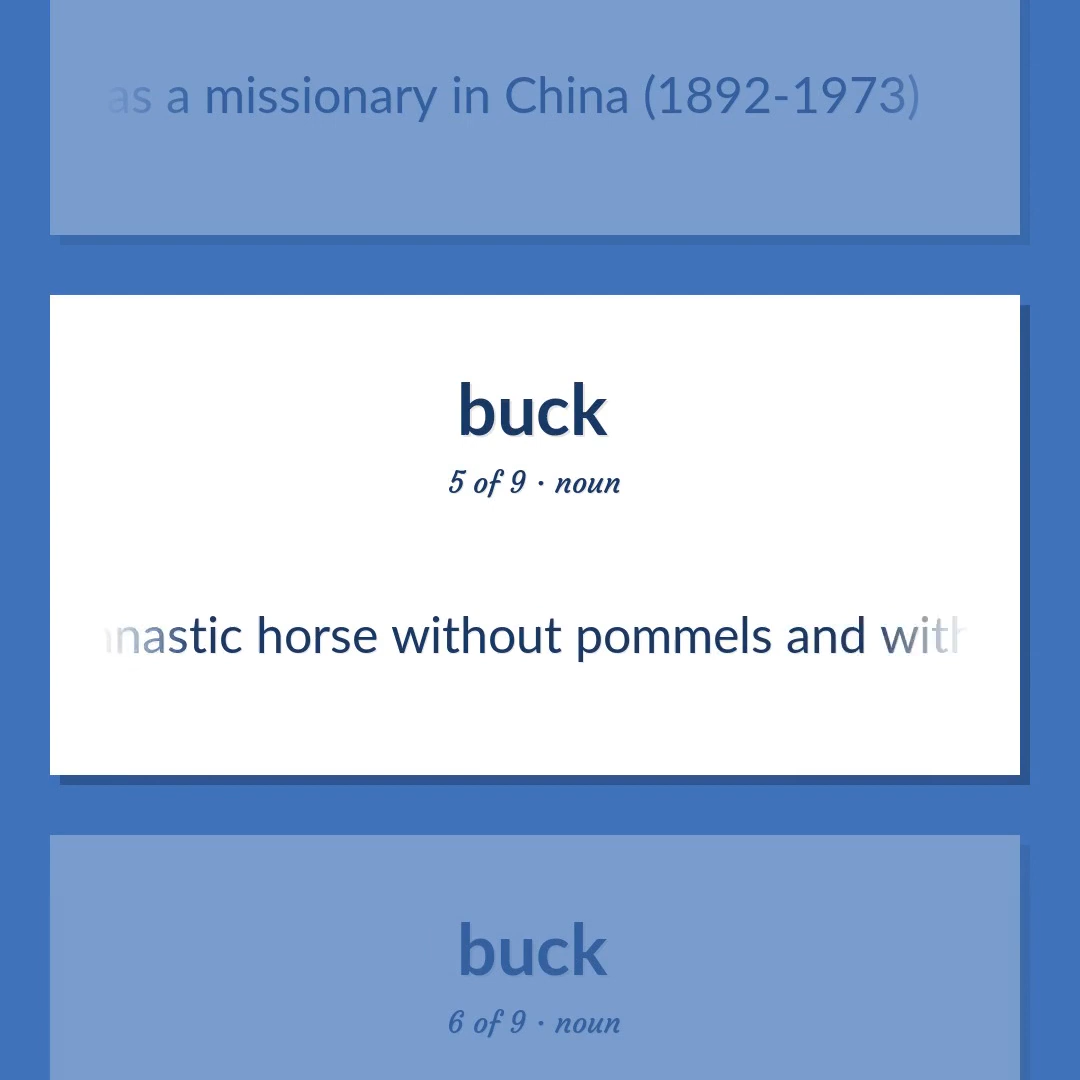 as a missionary in China (1892-1973)
buck
5 of 9 · noun
nastic horse without pommels and with
buck
6 of 9 · noun